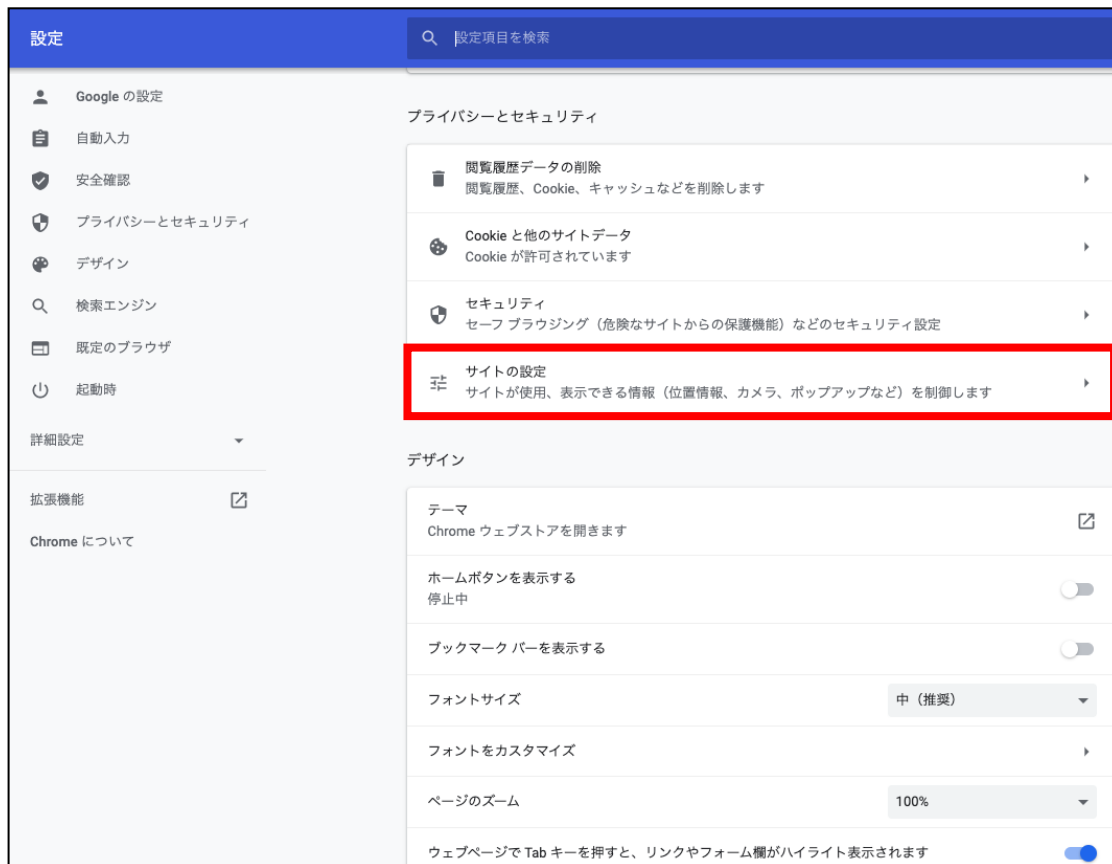 設定
設定項目を検索
Google の設定
自動入力
安全確認
プライバシーとセキュリティ
デザイン
検索エンジン
既定のブラウザ
起動時
詳細設定
拡張機能
Chrome について
プライバシーとセキュリティ
閲覧履歴データの削除
閲覧履歴、Cookie、キャッシュなどを削除します
Cookie と他のサイトデータ
Cookie が許可されています
セキュリティ
セーフ ブラウジング（危険なサイトからの保護機能）などのセキュリティ設定
サイトの設定
サイトが使用、表示できる情報（位置情報、カメラ、ポップアップなど）を制御します
デザイン
テーマ
Chrome ウェブストアを開きます
ホームボタンを表示する
停止中
ブックマーク バーを表示する
フォントサイズ
中（推奨）
フォントをカスタマイズ
ページのズーム
100%
ウェブページで Tab キーを押すと、リンクやフォーム欄がハイライト表示されます